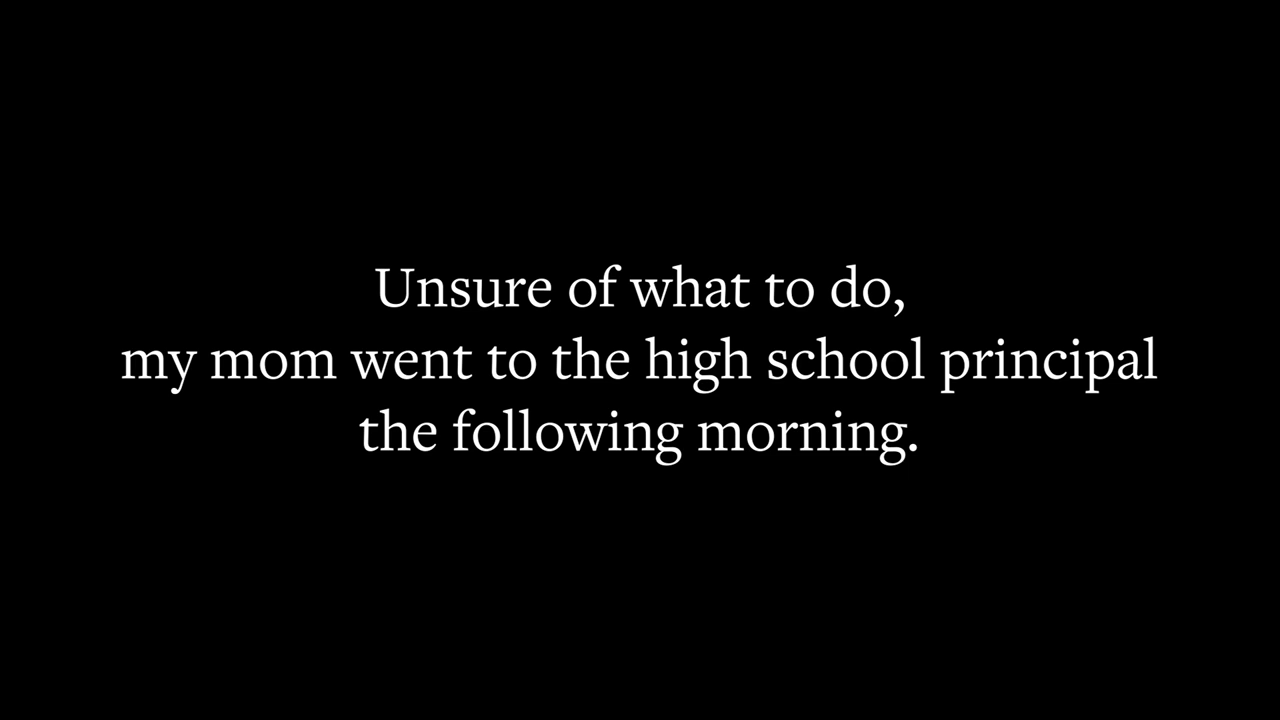 Unsure of what to do,
my mom went to the high school principal
the following morning.